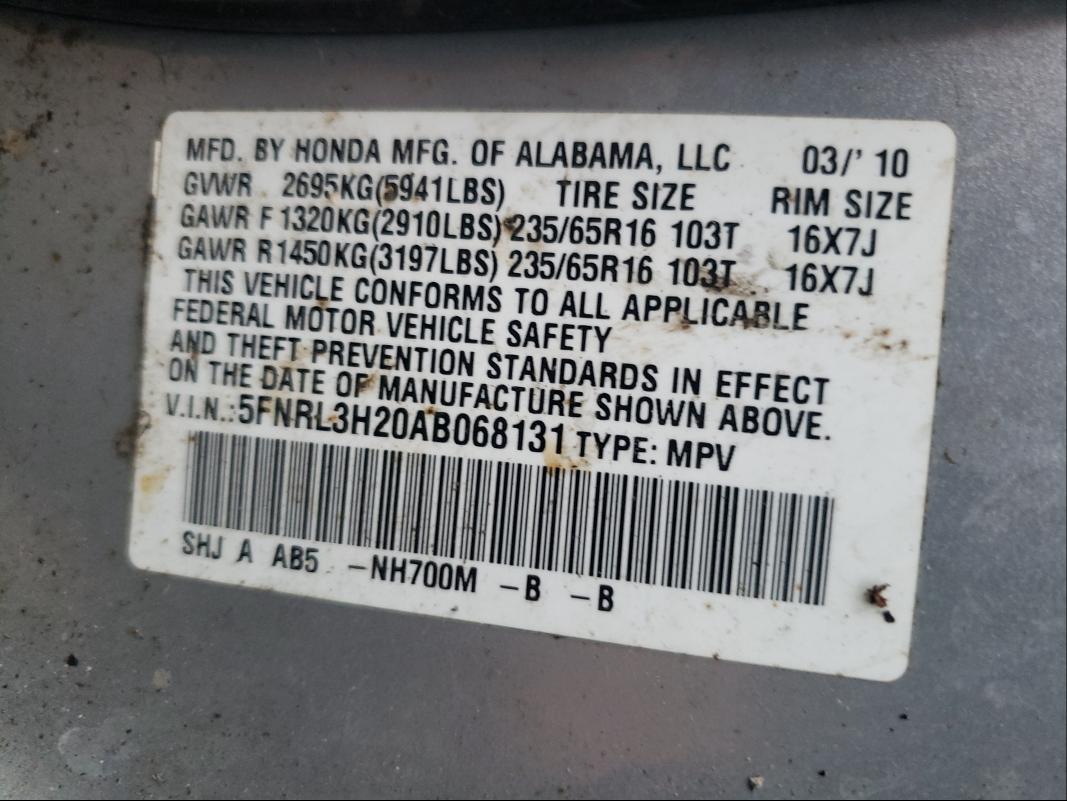 MFD. BY HONDA MFG. OF ALABAMA, LLC 03/' 10
GVWR 2695KG(5941LBS) TIRE SIZE RIM SIZE
GAWR F 1320KG(2910LBS) 235/65R16 103T 16X7J
GAWR R1450KG(3197LBS) 235/65R16 103T 16X7J
THIS VEHICLE CONFORMS TO ALL APPLICABLE
FEDERAL MOTOR VEHICLE SAFETY
AND THEFT PREVENTION STANDARDS IN EFFECT
ON THE DATE OF MANUFACTURE SHOWN ABOVE.
V.I.N.:5FNRL3H20AB068131 TYPE: MPV
SHJ A AB5 -NH700M -B -B